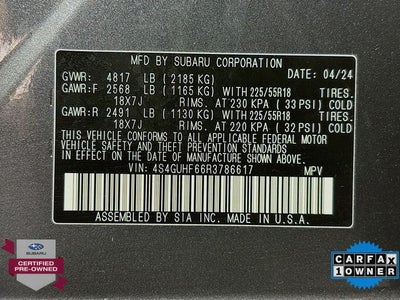 MFD BY SUBARU CORPORATION
GVWR: 4817 LB (2185 KG) DATE: 04/24
GAWR:F 2568 LB (1165 KG) WITH 225/55R18 TIRES.
18X7J RIMS. AT 230 KPA (33 PSI) COLD
GAWR:R 2491 LB (1130 KG) WITH 225/55R18 TIRES.
18X7J RIMS. AT 220 KPA (32 PSI) COLD
THIS VEHICLE CONFORMS TO ALL APPLICABLE FEDERAL MOTOR
VEHICLE SAFETY, BUMPER, AND THEFT PREVENTION STANDARDS
IN EFFECT ON THE DATE OF MANUFACTURE SHOWN ABOVE.
VIN: 4S4GUHF66R3786617 MPV
ASSEMBLED BY SIA INC. MADE IN U.S.A.
SUBARU
CERTIFIED
PRE-OWNED
CARFAX
1 OWNER